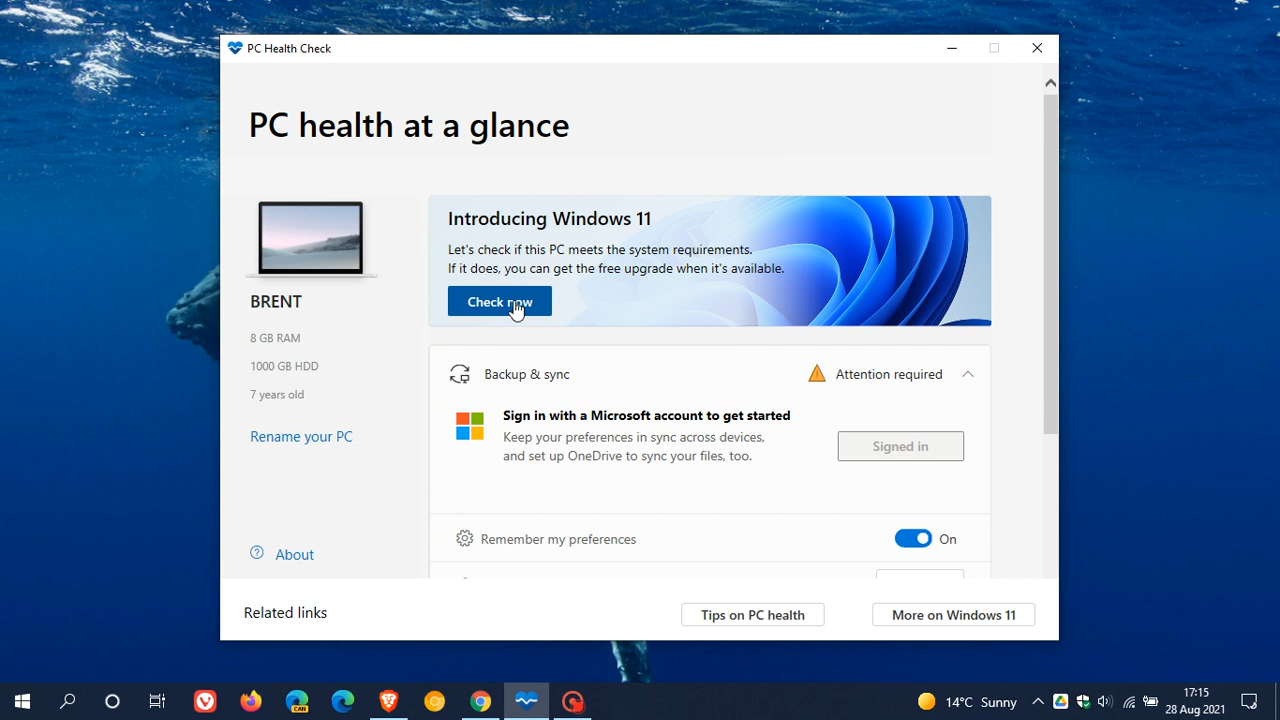 PC Health Check
PC health at a glance
BRENT
8 GB RAM
1000 GB HDD
7 years old
Rename your PC
About
Introducing Windows 11
Let's check if this PC meets the system requirements.
If it does, you can get the free upgrade when it's available.
Check now
Backup & sync
Attention required
Sign in with a Microsoft account to get started
Keep your preferences in sync across devices,
and set up OneDrive to sync your files, too.
Signed in
Remember my preferences
On
Related links
Tips on PC health
More on Windows 11
CAN
14°C Sunny
17:15
28 Aug 2021